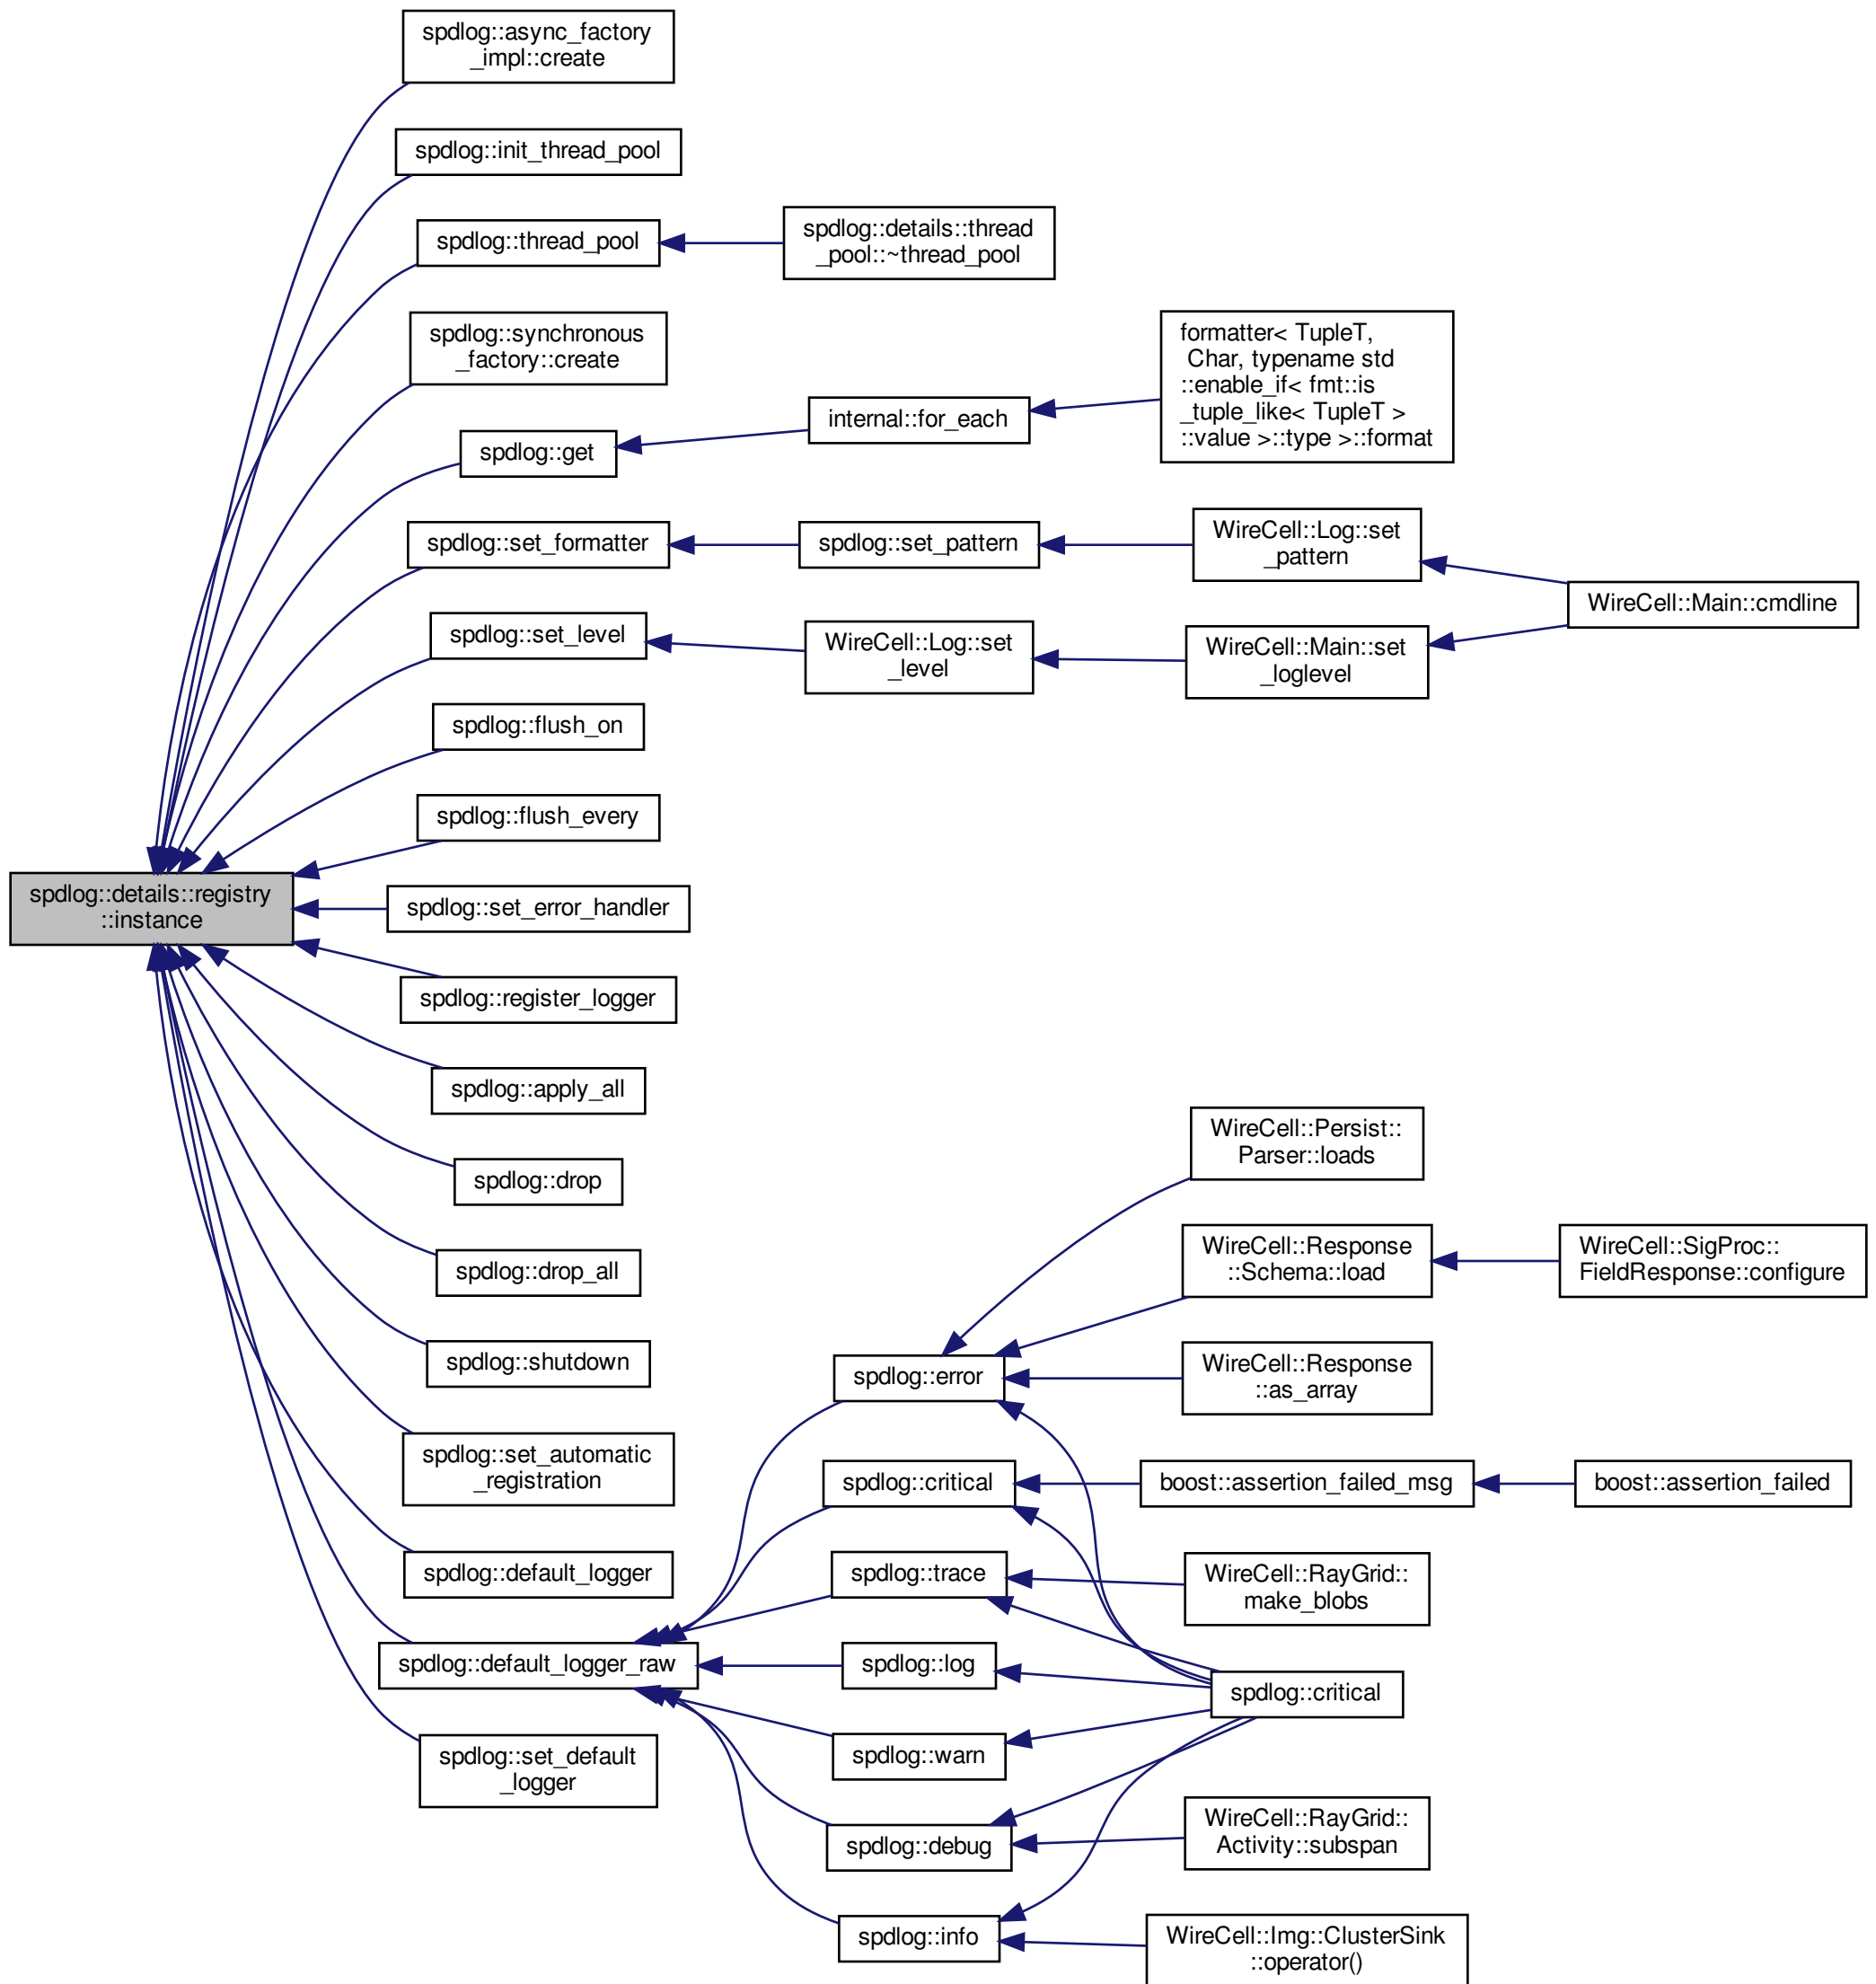 spdlog::async_factory
_impl::create
spdlog::init_thread_pool
spdlog::thread_pool
spdlog::details::thread
_pool::~thread_pool
spdlog::synchronous
_factory::create
formatter< TupleT,
Char, typename std
::enable_if< fmt::is
_tuple_like< TupleT >
::value >::type >::format
internal::for_each
spdlog::get
spdlog::set_formatter
spdlog::set_pattern
WireCell::Log::set
_pattern
WireCell::Main::cmdline
spdlog::set_level
WireCell::Log::set
_level
WireCell::Main::set
_loglevel
spdlog::flush_on
spdlog::flush_every
spdlog::details::registry
::instance
spdlog::set_error_handler
spdlog::register_logger
spdlog::apply_all
spdlog::drop
spdlog::drop_all
spdlog::shutdown
spdlog::set_automatic
_registration
spdlog::default_logger
spdlog::default_logger_raw
spdlog::set_default
_logger
WireCell::Persist::
Parser::loads
WireCell::Response
::Schema::load
WireCell::SigProc::
FieldResponse::configure
spdlog::error
WireCell::Response
::as_array
spdlog::critical
boost::assertion_failed_msg
boost::assertion_failed
spdlog::trace
WireCell::RayGrid::
make_blobs
spdlog::log
spdlog::critical
spdlog::warn
spdlog::debug
WireCell::RayGrid::
Activity::subspan
spdlog::info
WireCell::Img::ClusterSink
::operator()